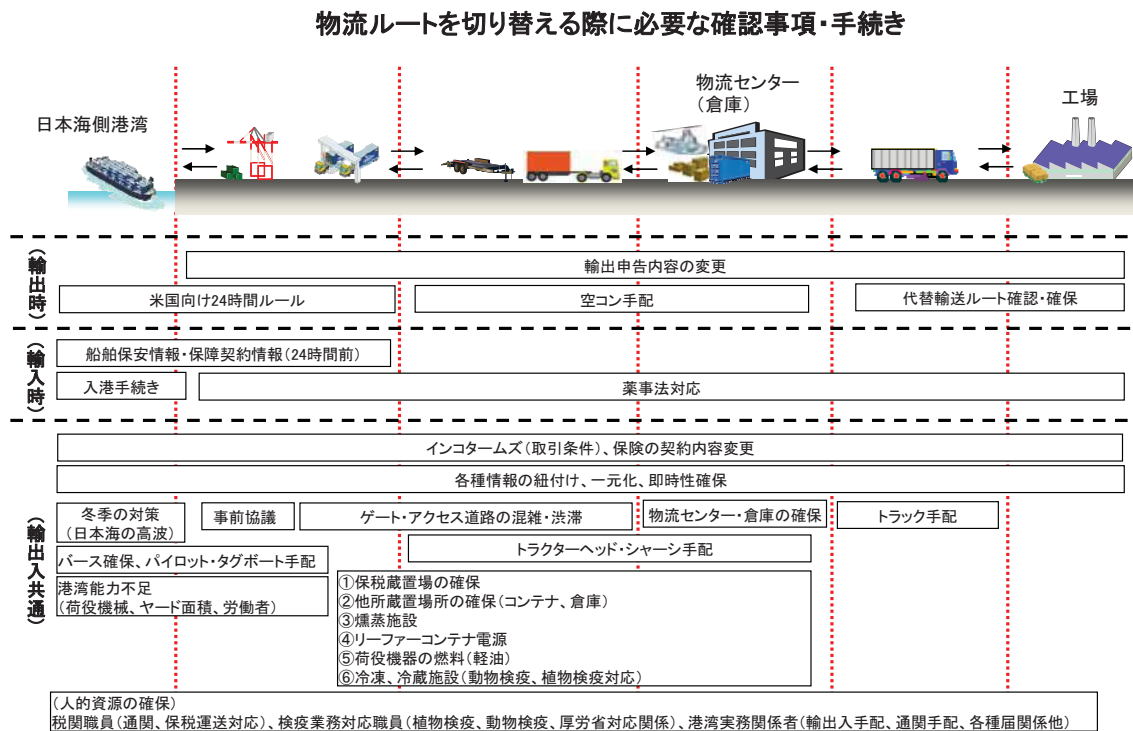 物流ルートを切り替える際に必要な確認事項・手続き
日本海側港湾
物流センター
(倉庫)
工場
(輸出時)
輸出申告内容の変更
米国向け24時間ルール
空コン手配
代替輸送ルート確認・確保
(輸入時)
船舶保安情報・保障契約情報(24時間前)
入港手続き
薬事法対応
(輸出入共通)
インコタームズ(取引条件)、保険の契約内容変更
各種情報の紐付け、一元化、即時性確保
冬季の対策
(日本海の高波)
事前協議
ゲート・アクセス道路の混雑・渋滞
物流センター・倉庫の確保
トラック手配
トラクターヘッド・シャーシ手配
バース確保、パイロット・タグボート手配
港湾能力不足
(荷役機械、ヤード面積、労働者)
①保税蔵置場の確保
②他所蔵置場所の確保(コンテナ、倉庫)
③燻蒸施設
④リーファーコンテナ電源
⑤荷役機器の燃料(軽油)
⑥冷凍、冷蔵施設(動物検疫、植物検疫対応)
(人的資源の確保)
税関職員(通関、保税運送対応)、検疫業務対応職員(植物検疫、動物検疫、厚労省対応関係)、港湾実務関係者(輸出入手配、通関手配、各種届関係他)